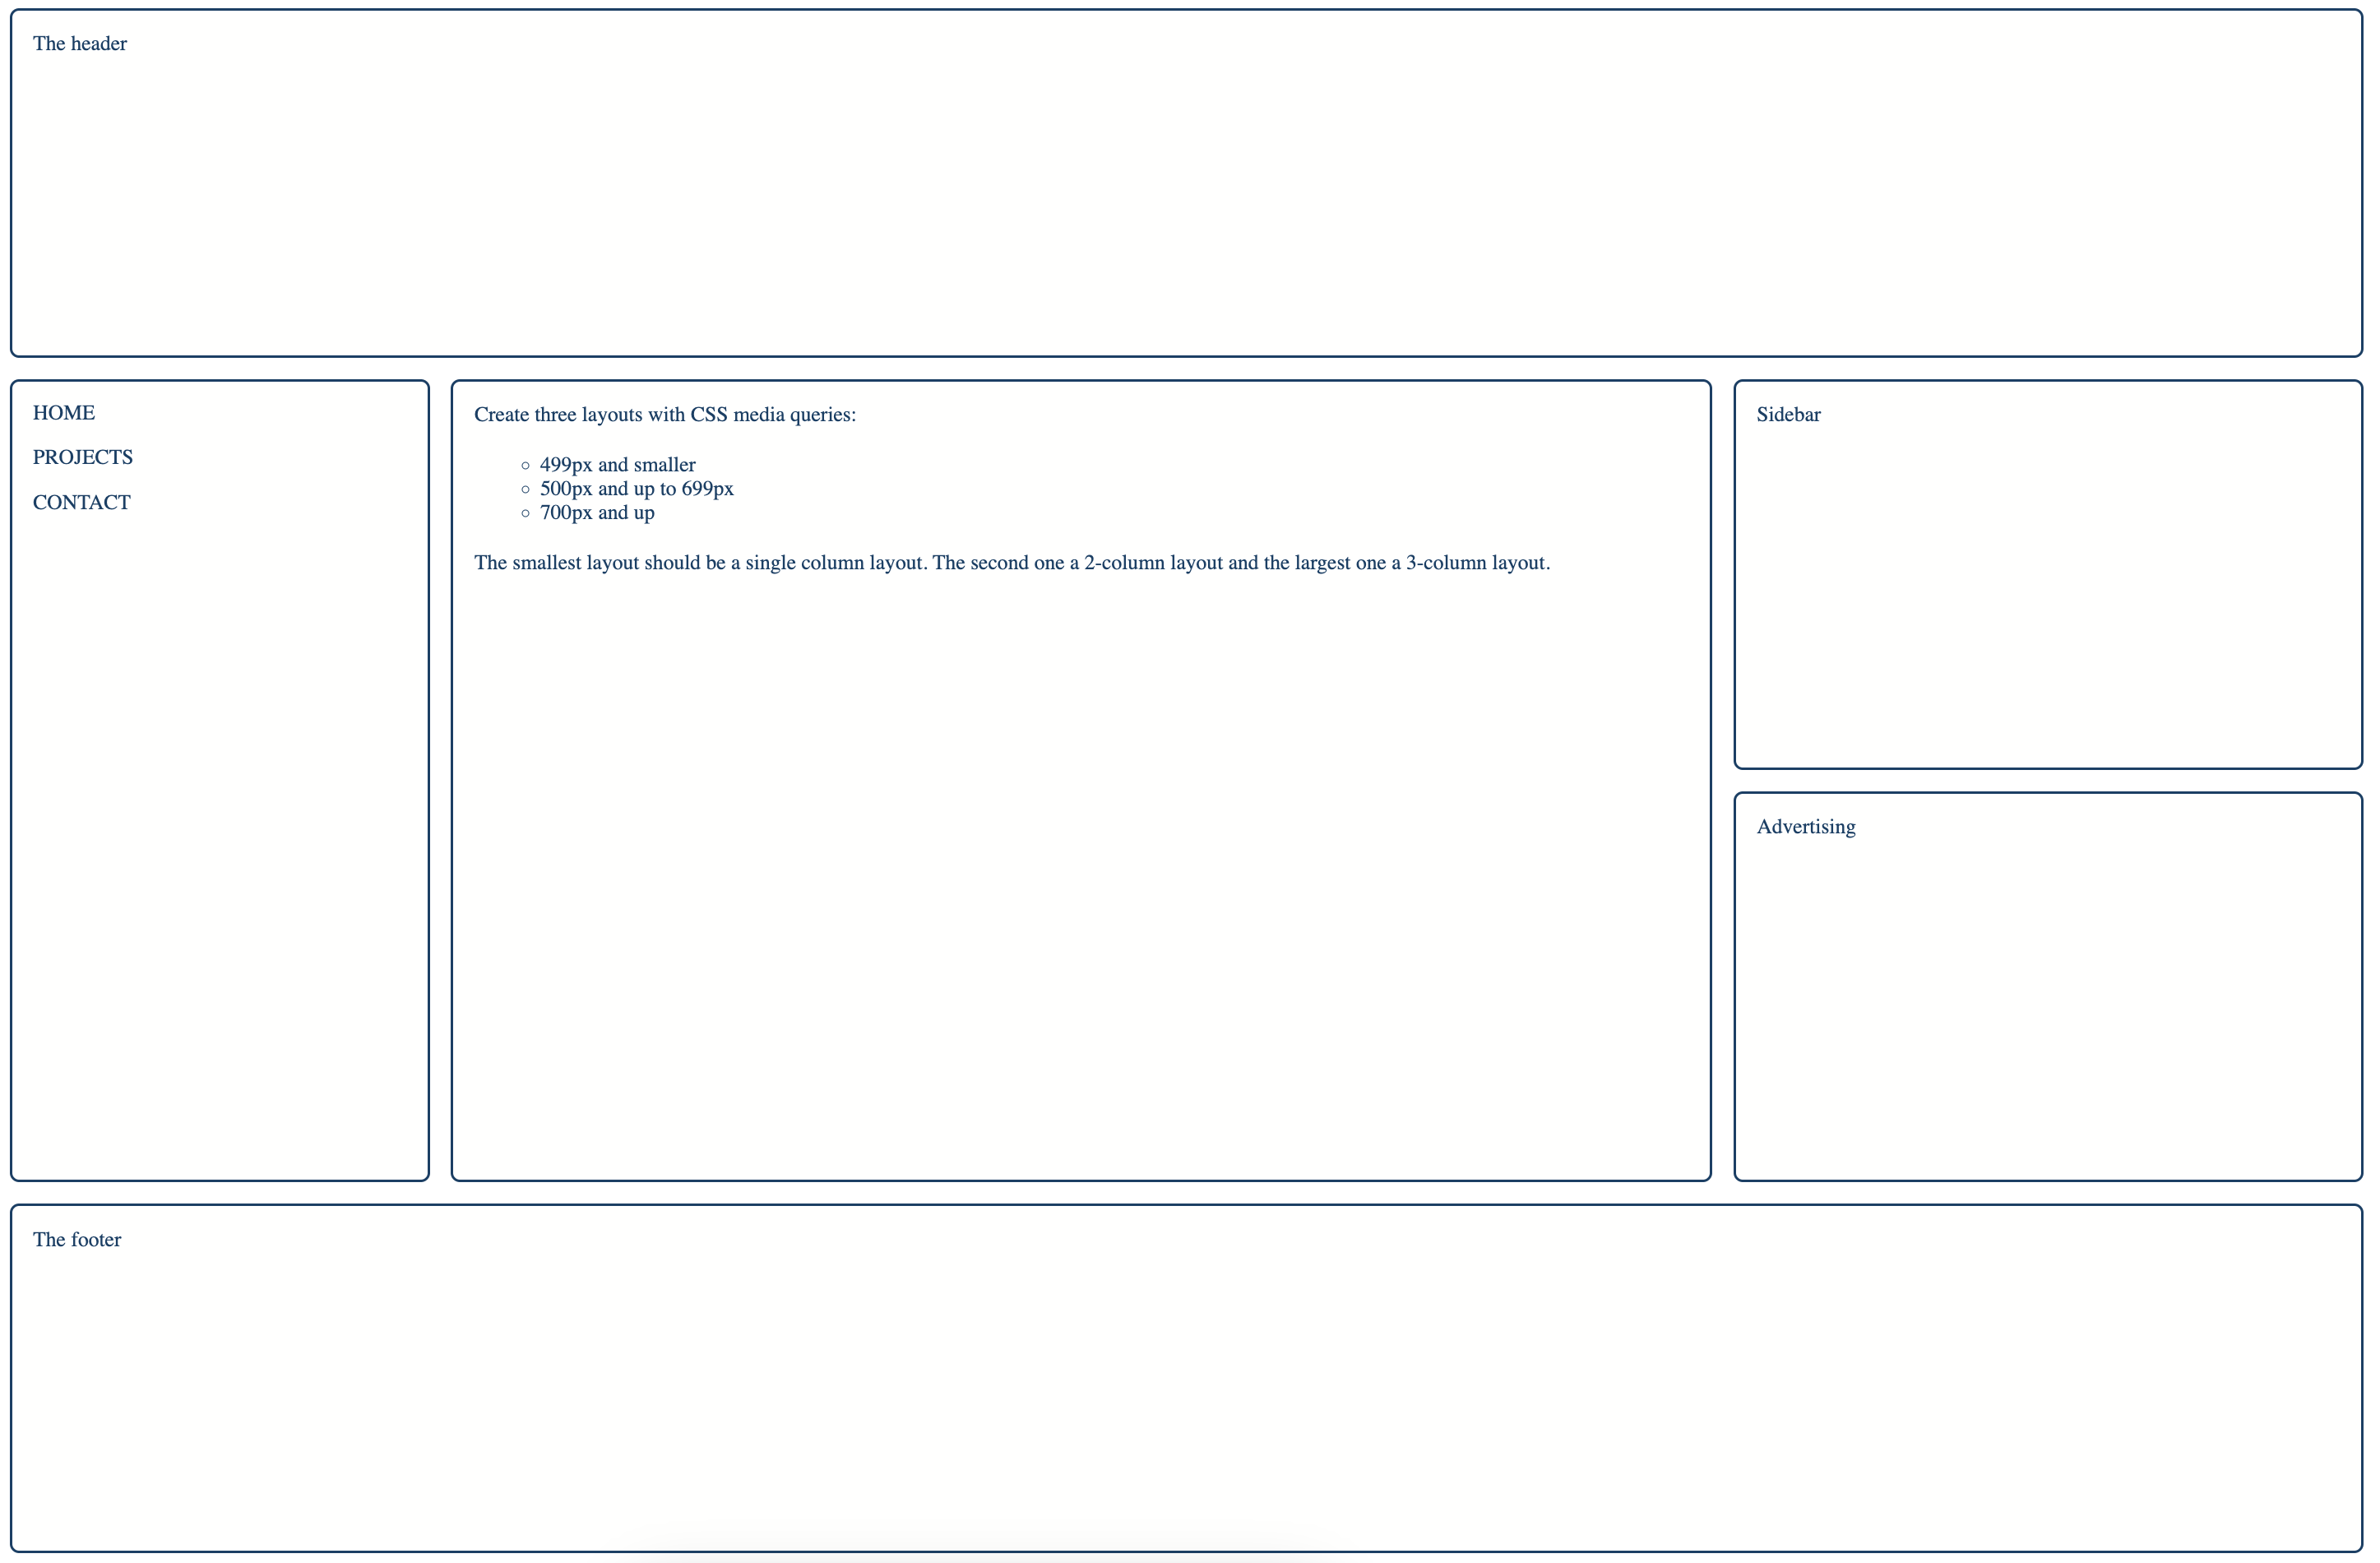 The header
HOME
PROJECTS
CONTACT
Create three layouts with CSS media queries:
499px and smaller
500px and up to 699px
700px and up
The smallest layout should be a single column layout. The second one a 2-column layout and the largest one a 3-column layout.
Sidebar
Advertising
The footer